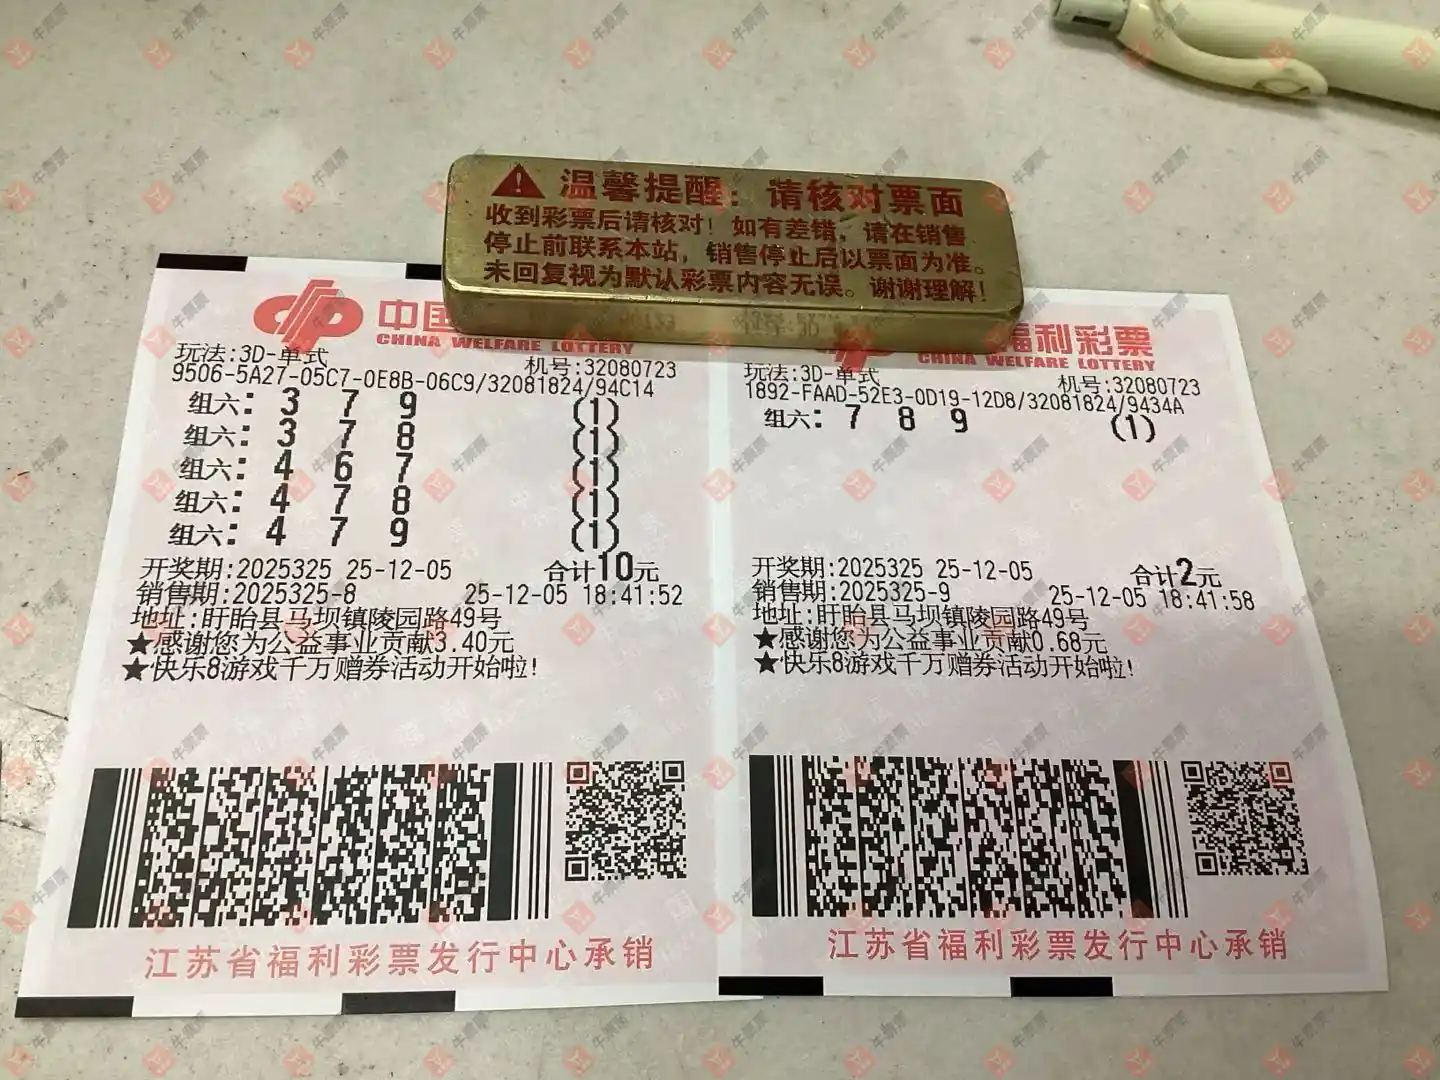 温馨提醒：请核对票面
收到彩票后请核对！如有差错，请在销售
停止前联系本站，销售停止后以票面为准。
未回复视为默认彩票内容无误。谢谢理解！
中国
CHINA WELFARE LOTTERY
玩法:3D-单式
机号:32080723
9506-5A27-05C7-0E8B-06C9/32081824/94C14
组六: 3 7 9 (1)
组六: 3 7 8 (1)
组六: 4 6 7 (1)
组六: 4 7 8 (1)
组六: 4 7 9 (1)
开奖期:2025325 25-12-05 合计10元
销售期:2025325-8 25-12-05 18:41:52
地址:盱眙县马坝镇陵园路49号
★感谢您为公益事业贡献3.40元
★快乐8游戏千万赠券活动开始啦!
江苏省福利彩票发行中心承销
福利彩票
CHINA WELFARE LOTTERY
玩法:3D-单式
机号:32080723
1892-FAAD-52E3-0D19-12D8/32081824/9434A
组六: 7 8 9 (1)
开奖期:2025325 25-12-05 合计2元
销售期:2025325-9 25-12-05 18:41:58
地址:盱眙县马坝镇陵园路49号
★感谢您为公益事业贡献0.68元
★快乐8游戏千万赠券活动开始啦!
江苏省福利彩票发行中心承销